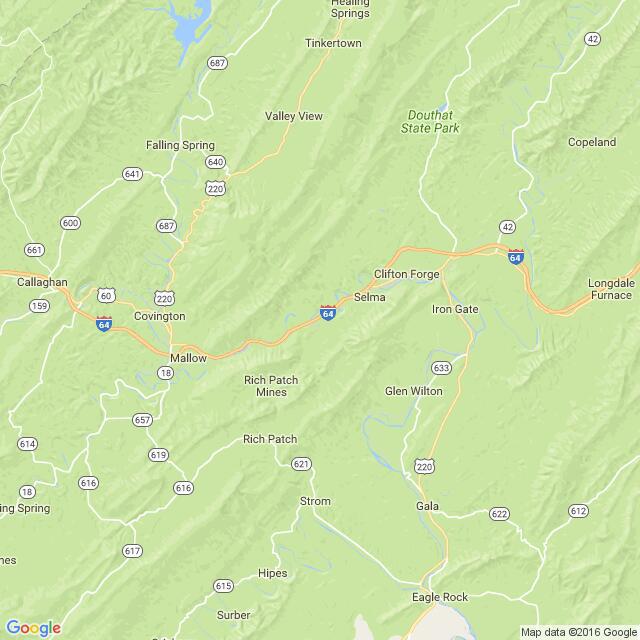 Healing
Springs
Tinkertown
42
687
Valley View
Douthat
State Park
Falling Spring
Copeland
640
641
220
600
687
42
661
64
Callaghan
Clifton Forge
Longdale
Furnace
60
220
Selma
159
Covington
64
Iron Gate
64
Mallow
633
18
Rich Patch
Mines
Glen Wilton
657
614
Rich Patch
619
621
220
616
616
18
Strom
Gala
622
612
ing Spring
617
nes
Hipes
615
Eagle Rock
Surber
Google
Map data ©2016 Google